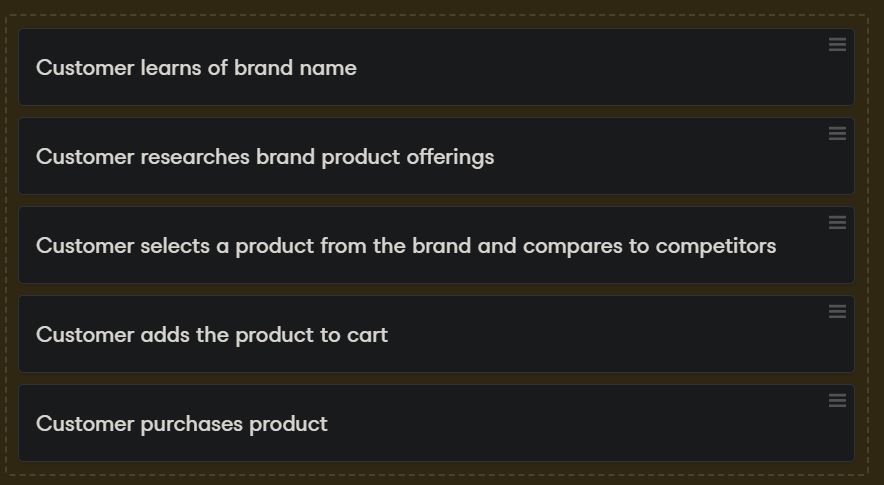 Customer learns of brand name
Customer researches brand product offerings
Customer selects a product from the brand and compares to competitors
Customer adds the product to cart
Customer purchases product